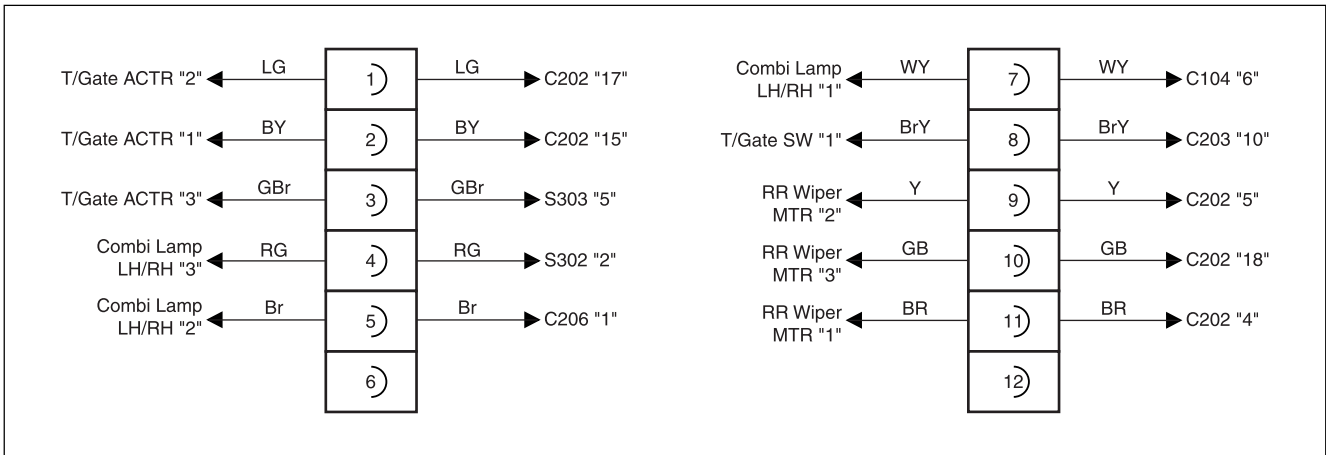 T/Gate ACTR "2" LG 1 LG C202 "17"
T/Gate ACTR "1" BY 2 BY C202 "15"
T/Gate ACTR "3" GBr 3 GBr S303 "5"
Combi Lamp
LH/RH "3" RG 4 RG S302 "2"
Combi Lamp
LH/RH "2" Br 5 Br C206 "1"
6
Combi Lamp
LH/RH "1" WY 7 WY C104 "6"
T/Gate SW "1" BrY 8 BrY C203 "10"
RR Wiper
MTR "2" Y 9 Y C202 "5"
RR Wiper
MTR "3" GB 10 GB C202 "18"
RR Wiper
MTR "1" BR 11 BR C202 "4"
12